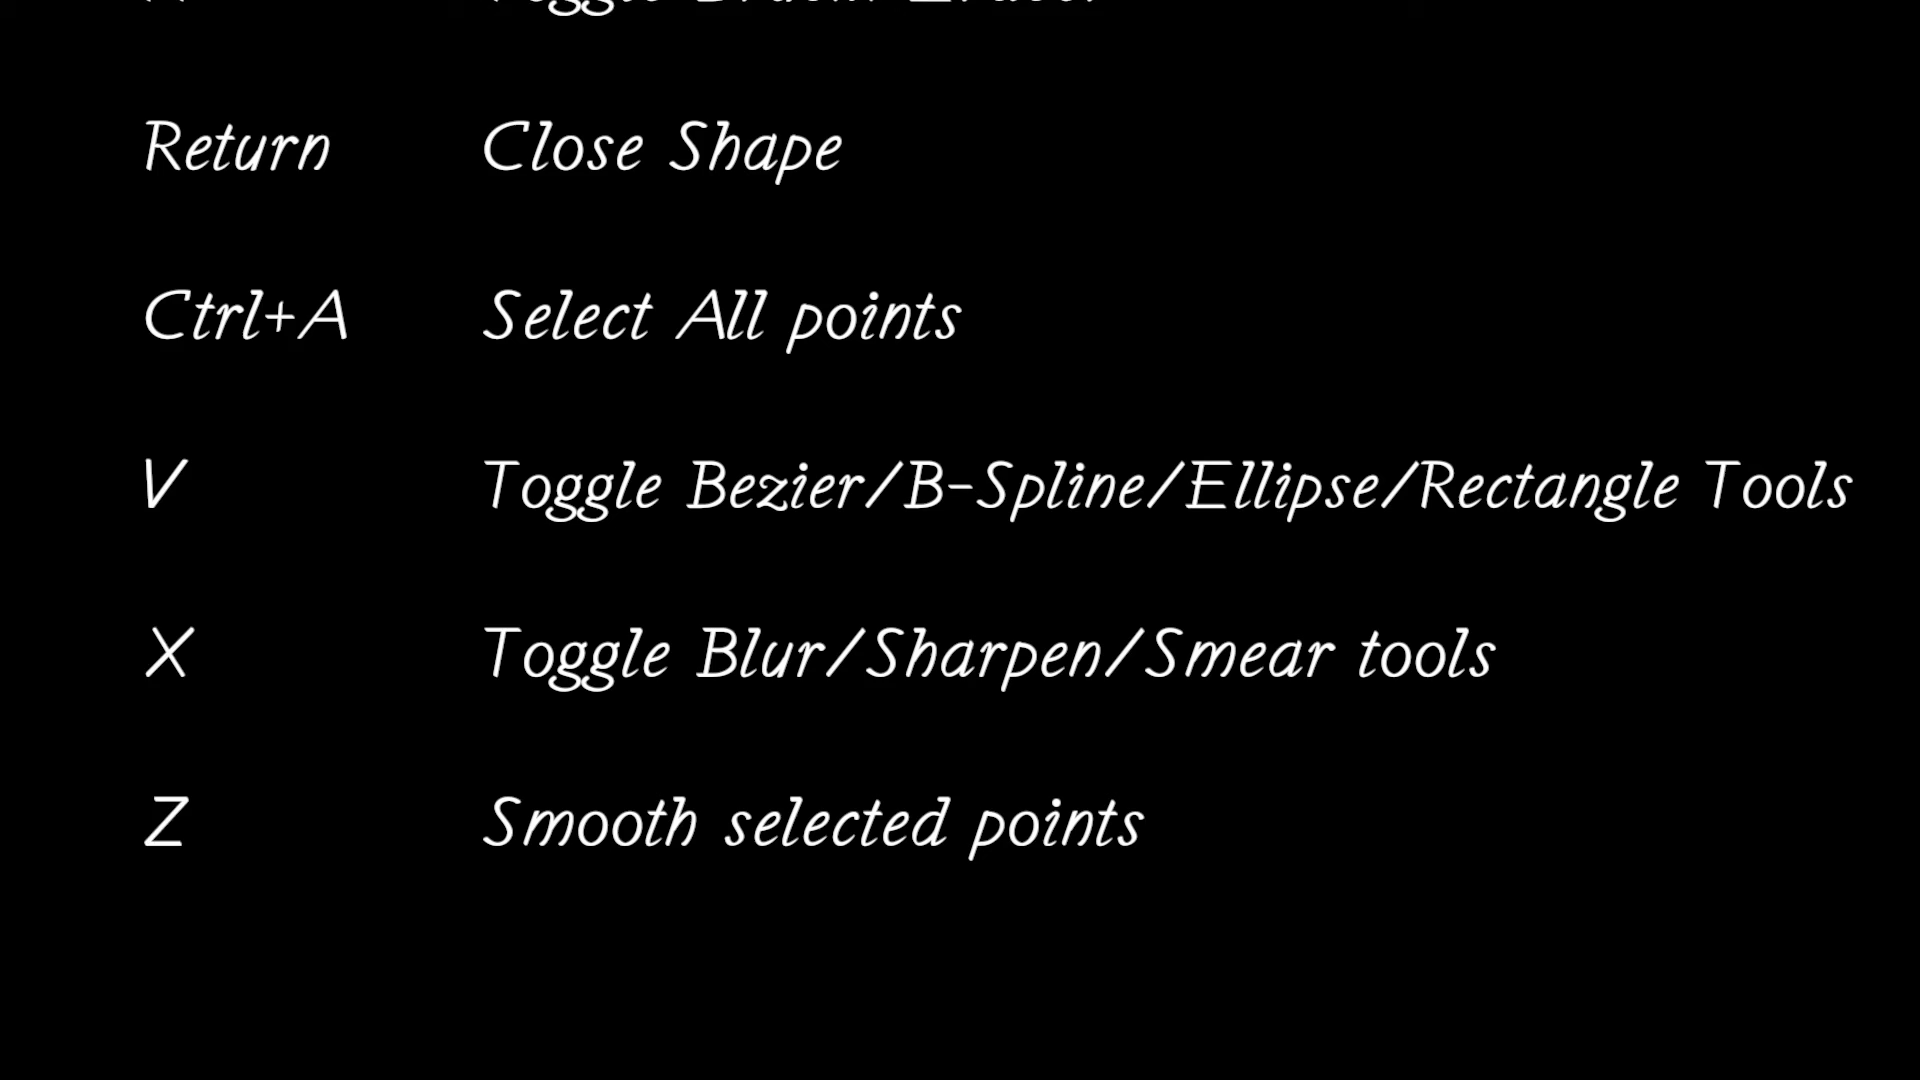 Toggle
Return Close Shape
Ctrl+A Select All points
V Toggle Bezier/B-Spline/Ellipse/Rectangle Tools
X Toggle Blur/Sharpen/Smear tools
Z Smooth selected points